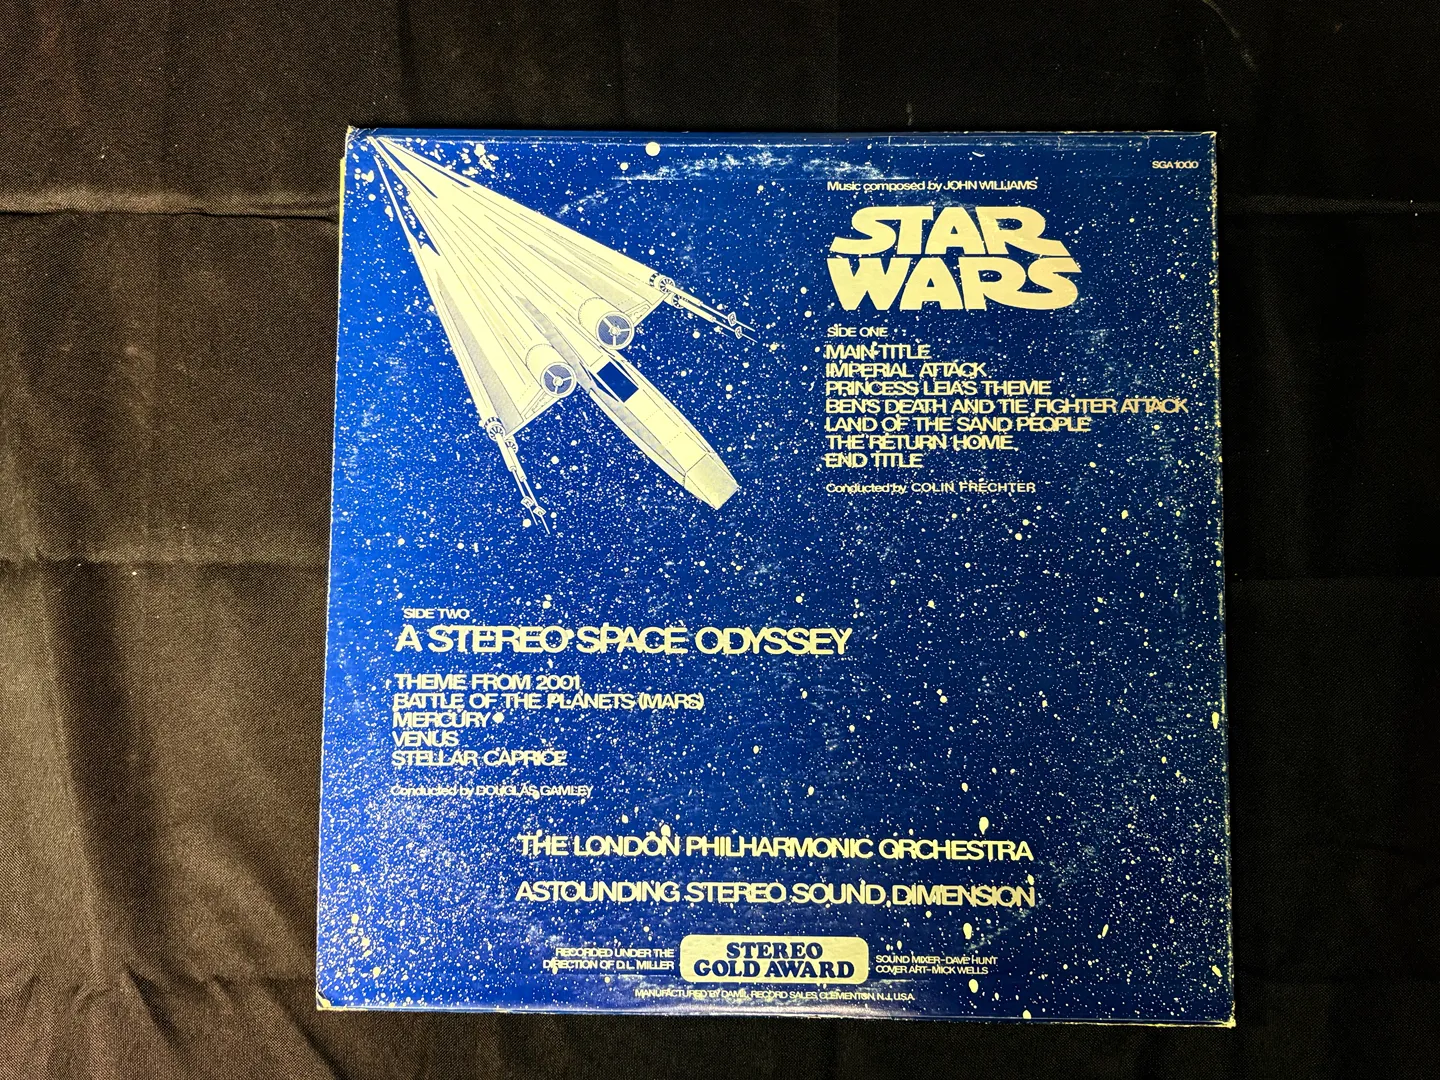 SGA 1000
Music composed by JOHN WILLIAMS
STAR
WARS
SIDE ONE
MAIN TITLE
IMPERIAL ATTACK
PRINCESS LEIA'S THEME
BEN'S DEATH AND TIE FIGHTER ATTACK
LAND OF THE SAND PEOPLE
THE RETURN HOME
END TITLE
Conducted by COLIN FRECHTER
SIDE TWO
A STEREO SPACE ODYSSEY
THEME FROM 2001
BATTLE OF THE PLANETS (MARS)
MERCURY
VENUS
STELLAR CAPRICE
Conducted by DOUGLAS GAMLEY
THE LONDON PHILHARMONIC ORCHESTRA
ASTOUNDING STEREO SOUND DIMENSION
RECORDED UNDER THE
DIRECTION OF D.L. MILLER
STEREO
GOLD AWARD
SOUND MIXER-DAVE HUNT
COVER ART-MICK WELLS
MANUFACTURED BY DAMIL RECORD SALES, CLEMENTON, N.J., U.S.A.